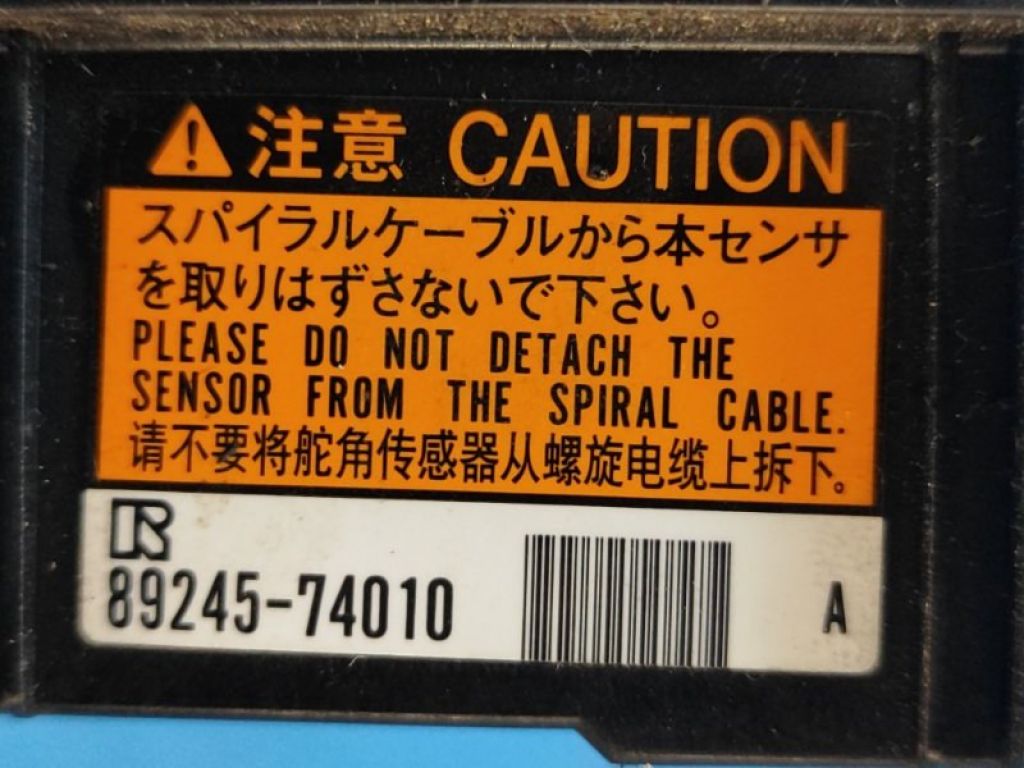 注意 CAUTION
スパイラルケーブルから本センサ
を取りはずさないで下さい。
PLEASE DO NOT DETACH THE
SENSOR FROM THE SPIRAL CABLE.
请不要将舵角传感器从螺旋电缆上拆下。
R
89245-74010
A